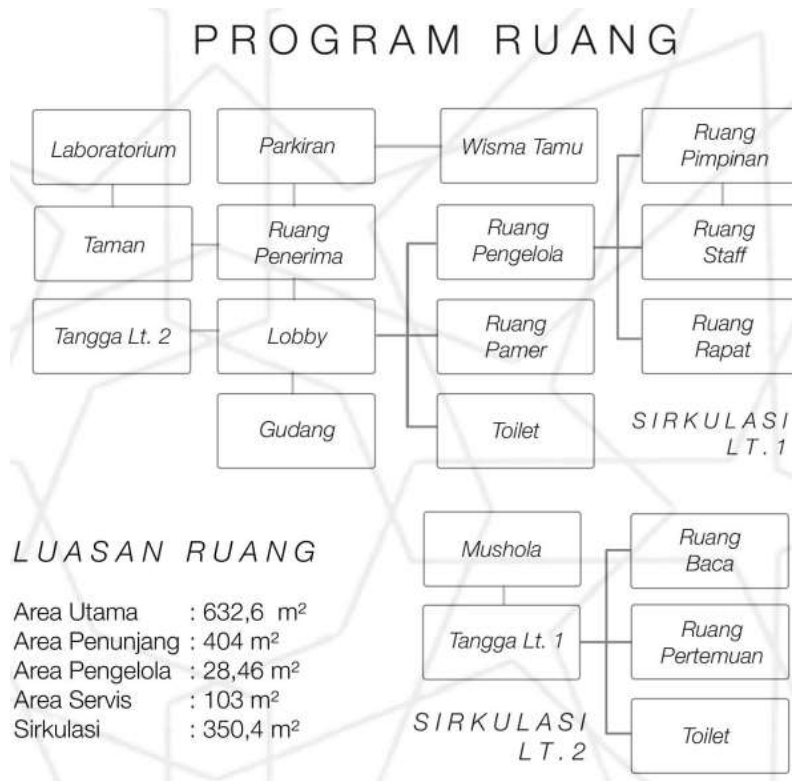 PROGRAM RUANG
Laboratorium
Parkiran
Wisma Tamu
Ruang
Pimpinan
Taman
Ruang
Penerima
Ruang
Pengelola
Ruang
Staff
Tangga Lt. 2
Lobby
Ruang
Pamer
Ruang
Rapat
Gudang
Toilet
SIRKULASI
LT.1
LUASAN RUANG
Area Utama : 632,6 m²
Area Penunjang : 404 m²
Area Pengelola : 28,46 m²
Area Servis : 103 m²
Sirkulasi : 350,4 m²
Mushola
Ruang
Baca
Tangga Lt. 1
Ruang
Pertemuan
Toilet
SIRKULASI
LT.2